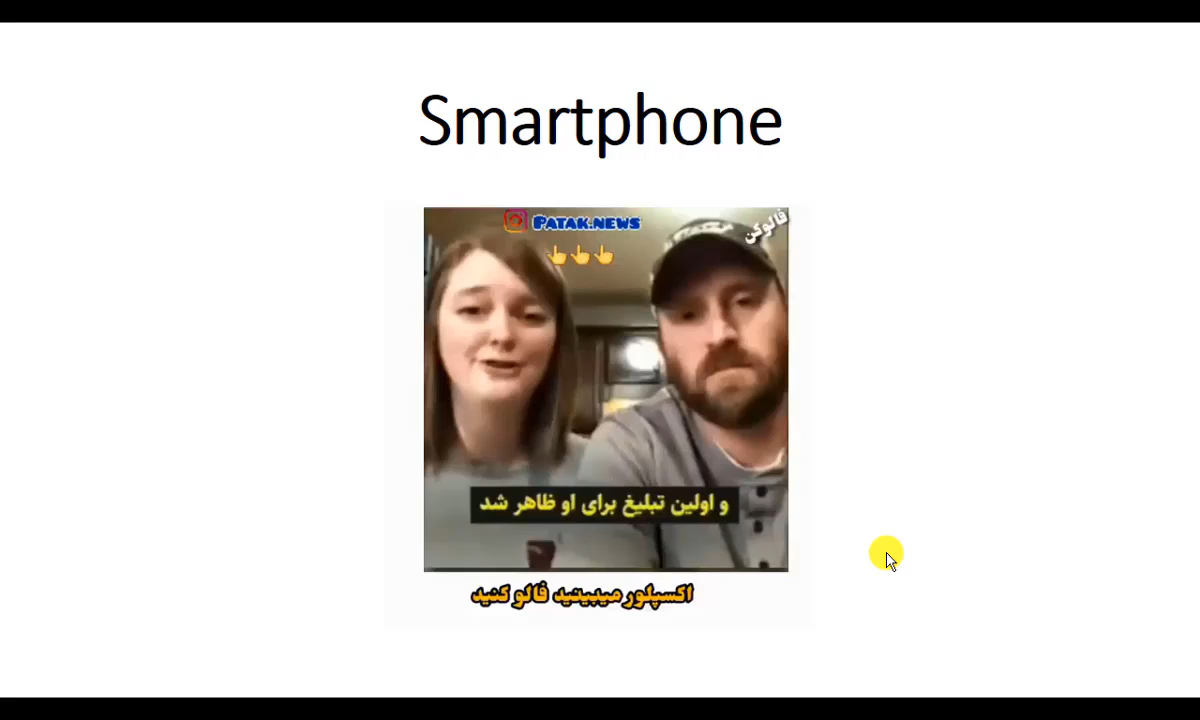 Smartphone
PATAK.NEWS
فالوکن
و اولین تبلیغ برای او ظاهر شد
اکسپلور میبینید فالو کنید